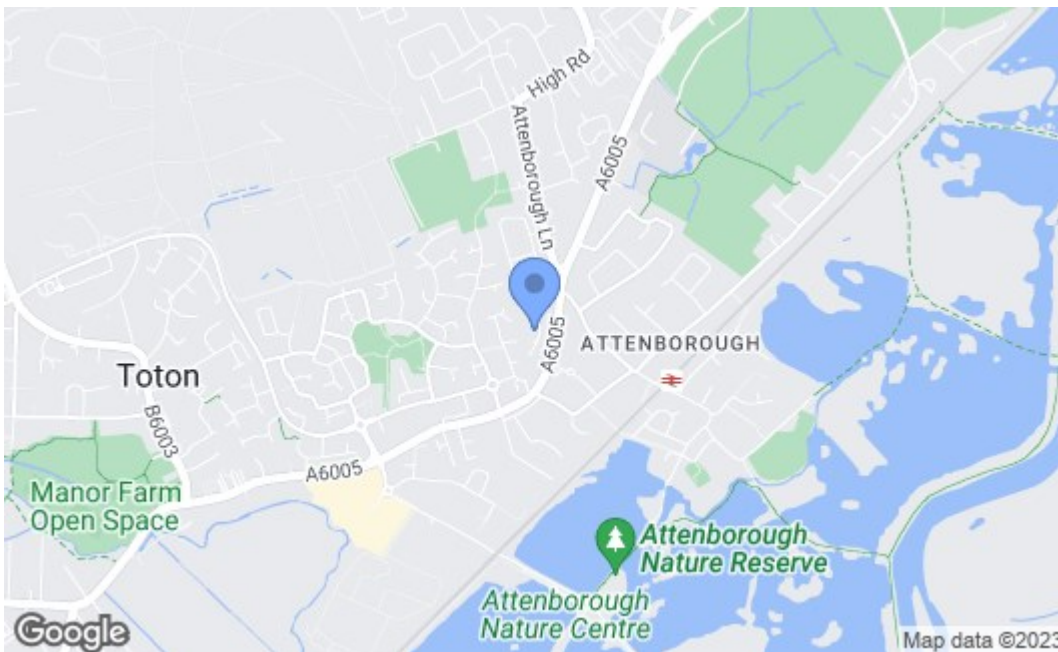 High Rd
Attenborough Ln
A6005
A6005
ATTENBOROUGH
Toton
B6003
A6005
Manor Farm
Open Space
Attenborough
Nature Reserve
Attenborough
Nature Centre
Google
Map data ©2023